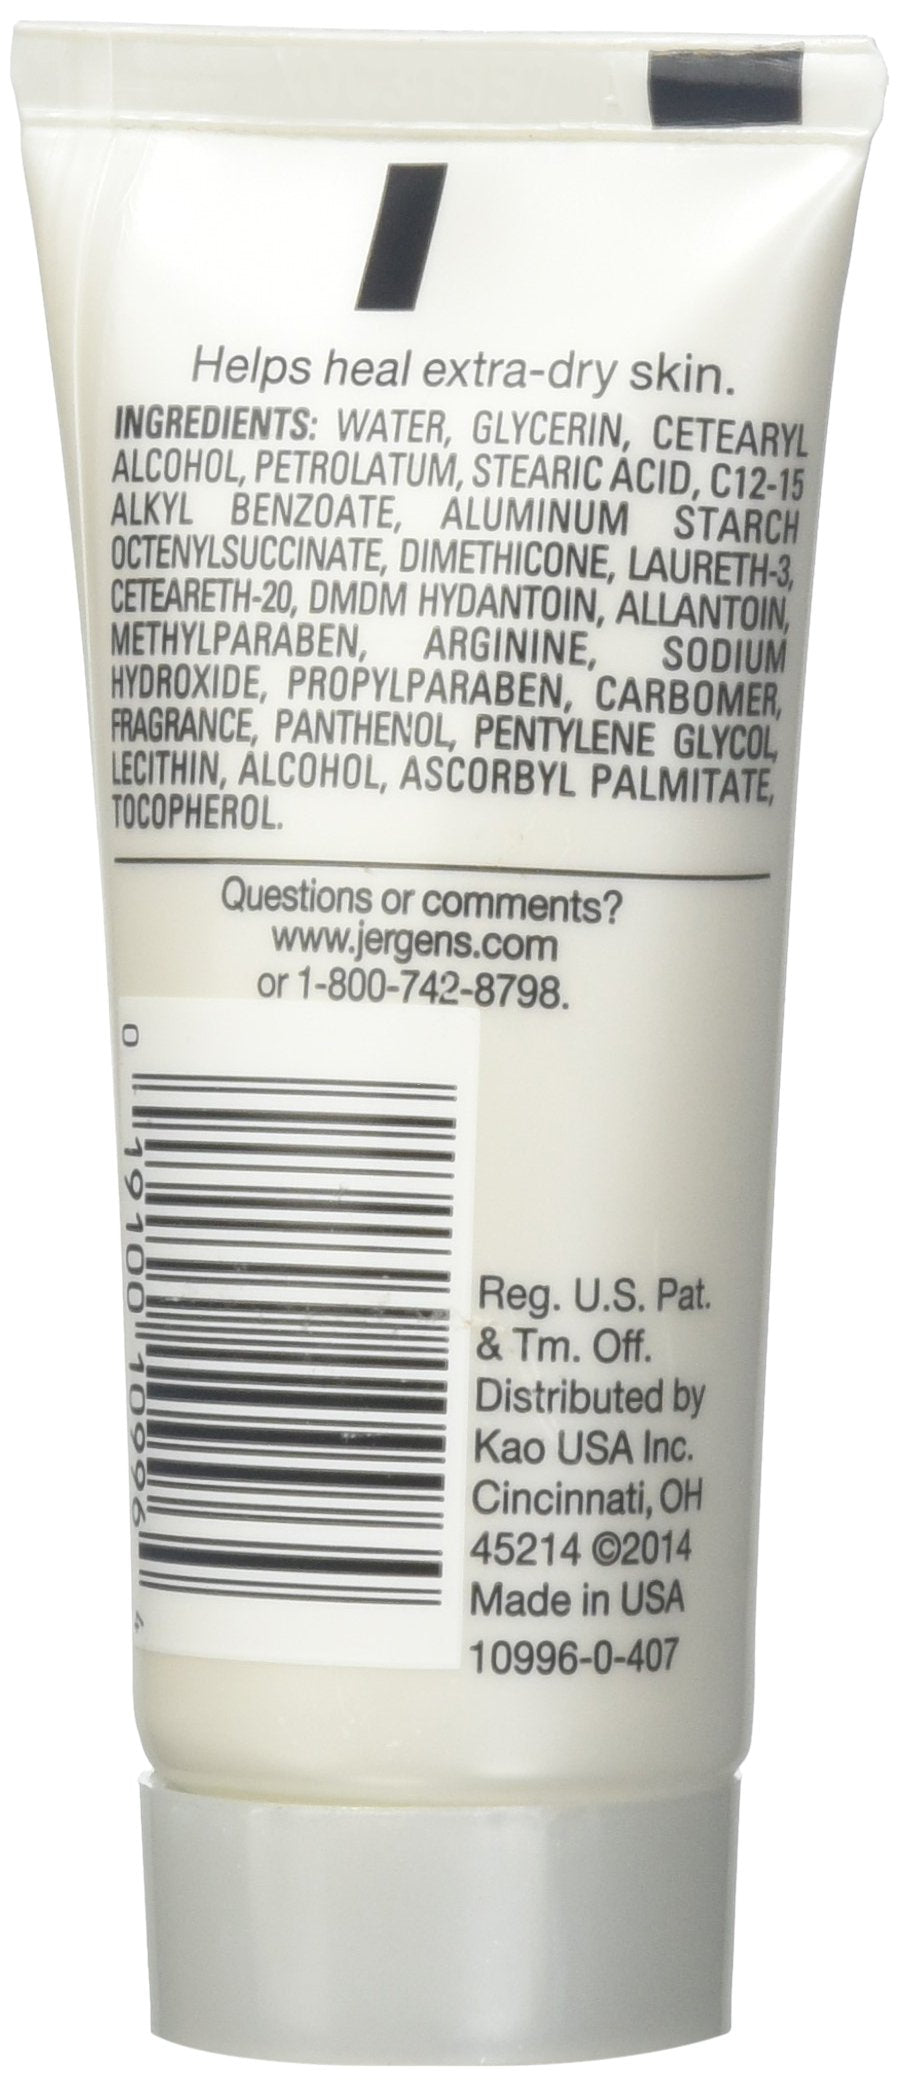 Helps heal extra-dry skin.
INGREDIENTS: WATER, GLYCERIN, CETEARYL
ALCOHOL, PETROLATUM, STEARIC ACID, C12-15
ALKYL BENZOATE, ALUMINUM STARCH
OCTENYLSUCCINATE, DIMETHICONE, LAURETH-3,
CETEARETH-20, DMDM HYDANTOIN, ALLANTOIN,
METHYLPARABEN, ARGININE, SODIUM
HYDROXIDE, PROPYLPARABEN, CARBOMER,
FRAGRANCE, PANTHENOL, PENTYLENE GLYCOL,
LECITHIN, ALCOHOL, ASCORBYL PALMITATE,
TOCOPHEROL.
Questions or comments?
www.jergens.com
or 1-800-742-8798.
0 19100 10996 4
Reg. U.S. Pat.
& Tm. Off.
Distributed by
Kao USA Inc.
Cincinnati, OH
45214 ©2014
Made in USA
10996-0-407